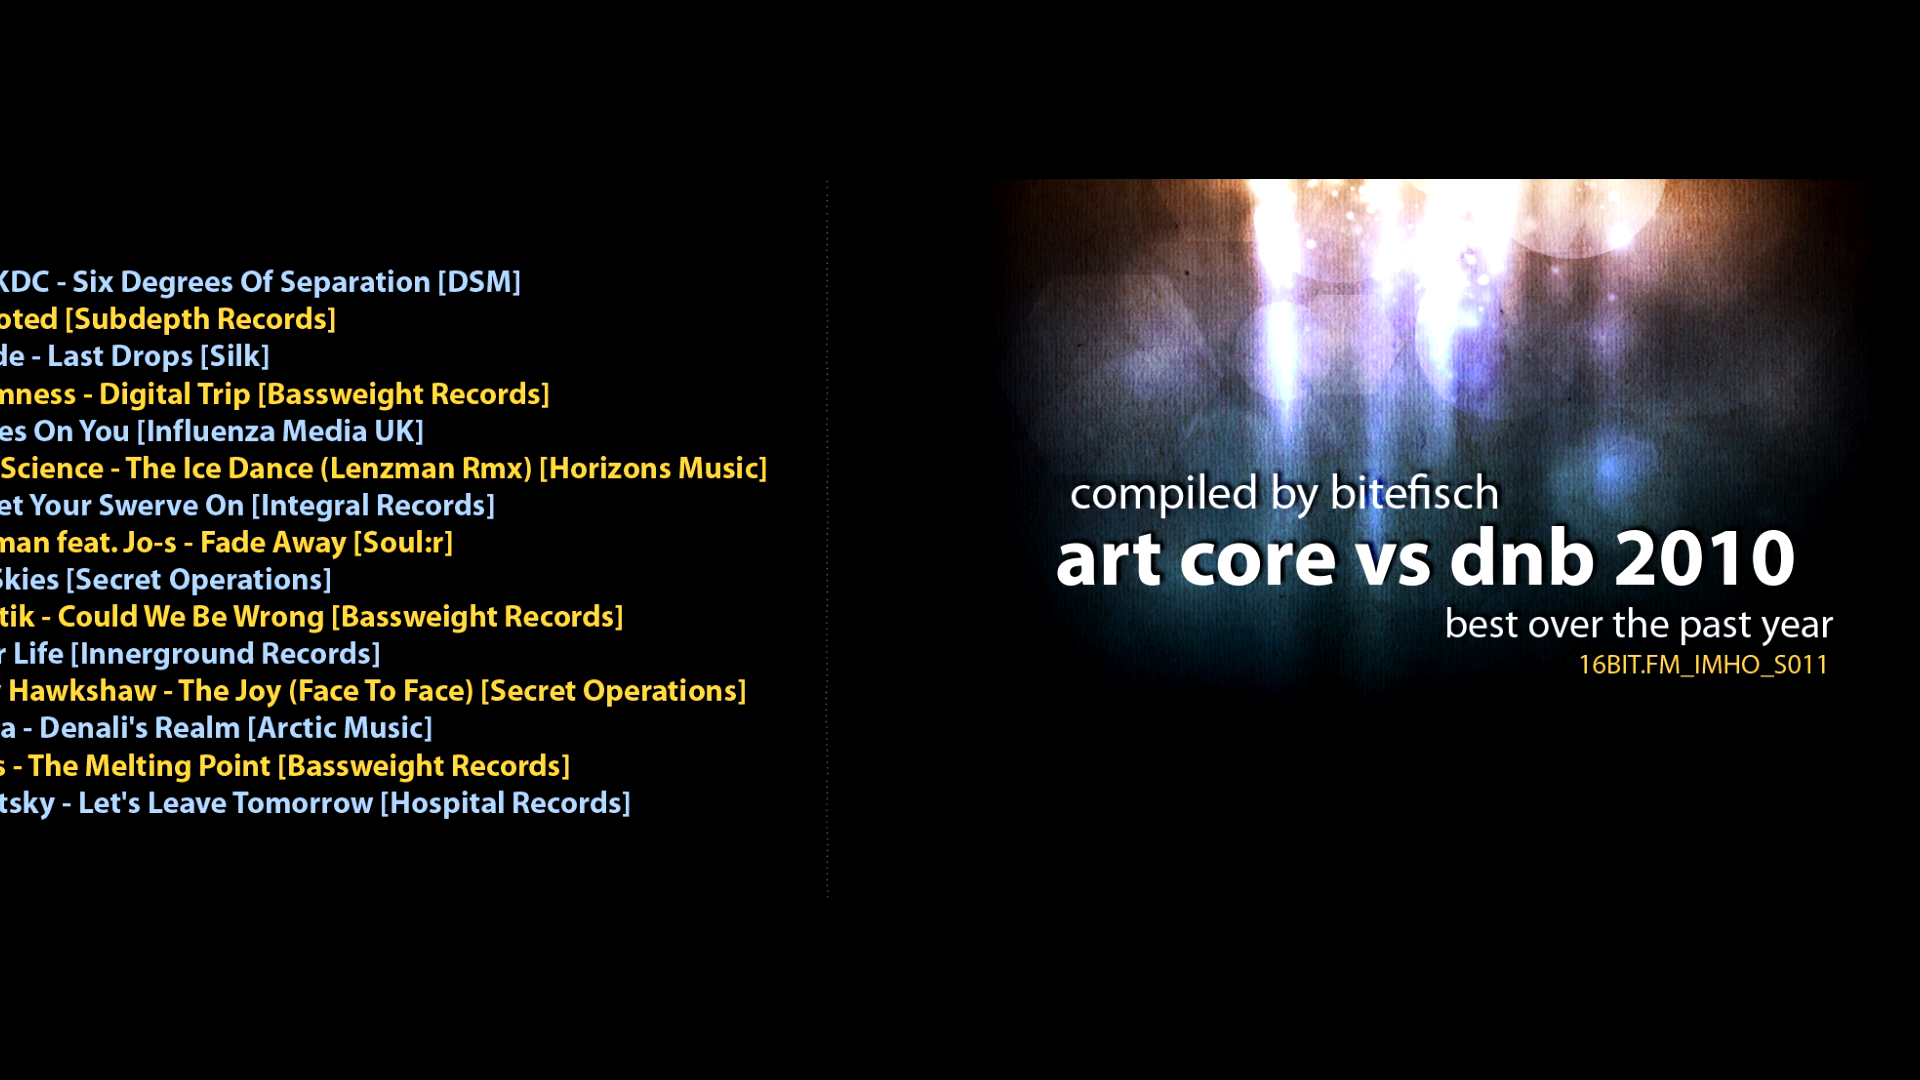 KDC - Six Degrees Of Separation [DSM]
oted [Subdepth Records]
de - Last Drops [Silk]
mness - Digital Trip [Bassweight Records]
es On You [Influenza Media UK]
Science - The Ice Dance (Lenzman Rmx) [Horizons Music]
et Your Swerve On [Integral Records]
man feat. Jo-s - Fade Away [Soul:r]
Skies [Secret Operations]
tik - Could We Be Wrong [Bassweight Records]
r Life [Innerground Records]
Hawkshaw - The Joy (Face To Face) [Secret Operations]
a - Denali's Realm [Arctic Music]
s - The Melting Point [Bassweight Records]
tsky - Let's Leave Tomorrow [Hospital Records]
compiled by bitefisch
art core vs dnb 2010
best over the past year
16BIT.FM_IMHO_S011